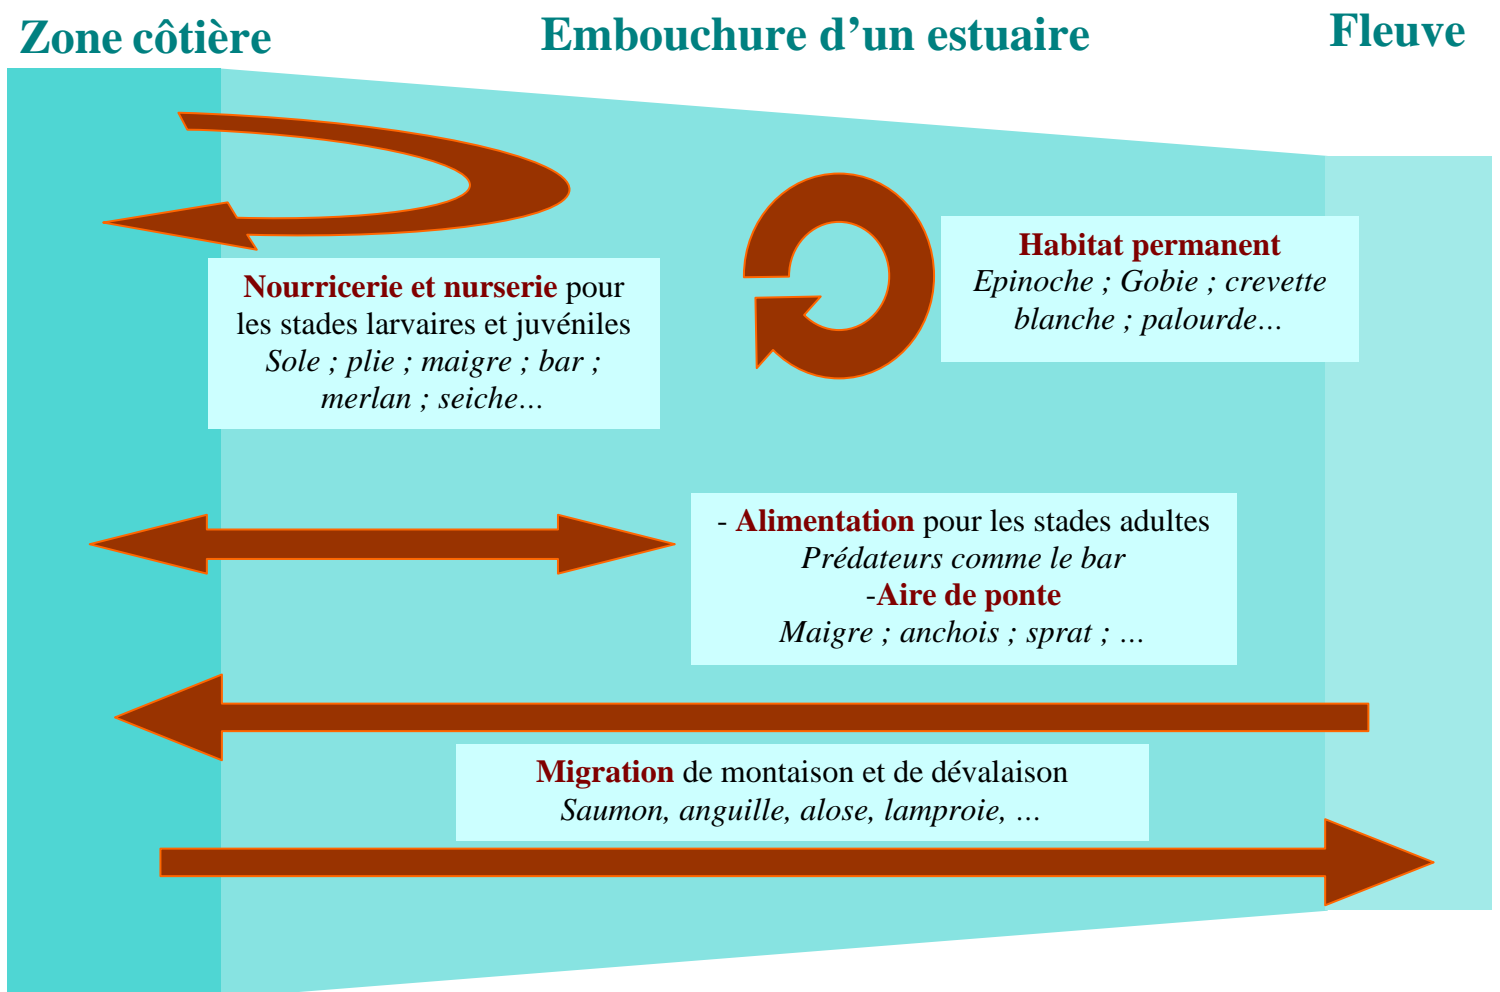 Zone côtière
Embouchure d’un estuaire
Fleuve
Nourricerie et nurserie pour
les stades larvaires et juvéniles
Sole ; plie ; maigre ; bar ;
merlan ; seiche…
Habitat permanent
Epinoche ; Gobie ; crevette
blanche ; palourde…
- Alimentation pour les stades adultes
Prédateurs comme le bar
-Aire de ponte
Maigre ; anchois ; sprat ; …
Migration de montaison et de dévalaison
Saumon, anguille, alose, lamproie, …